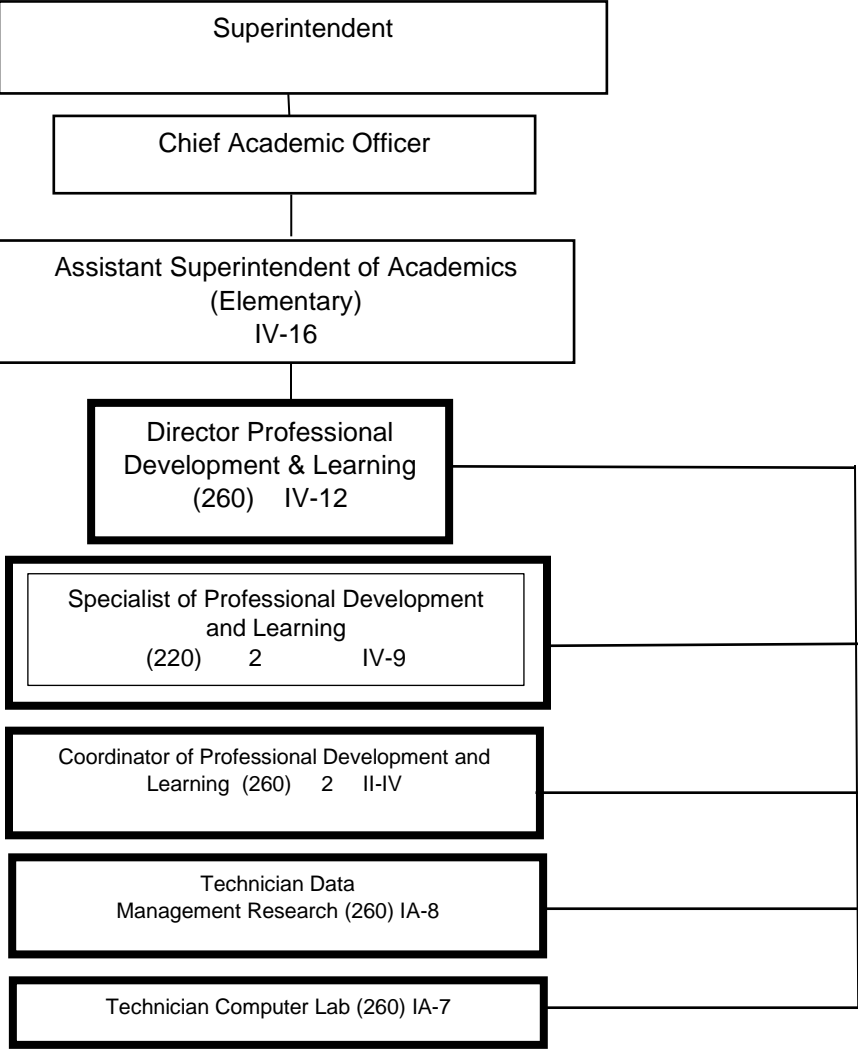 Superintendent
Chief Academic Officer
Assistant Superintendent of Academics
(Elementary)
IV-16
Director Professional
Development & Learning
(260) IV-12
Specialist of Professional Development
and Learning
(220) 2 IV-9
Coordinator of Professional Development and
Learning (260) 2 II-IV
Technician Data
Management Research (260) IA-8
Technician Computer Lab (260) IA-7